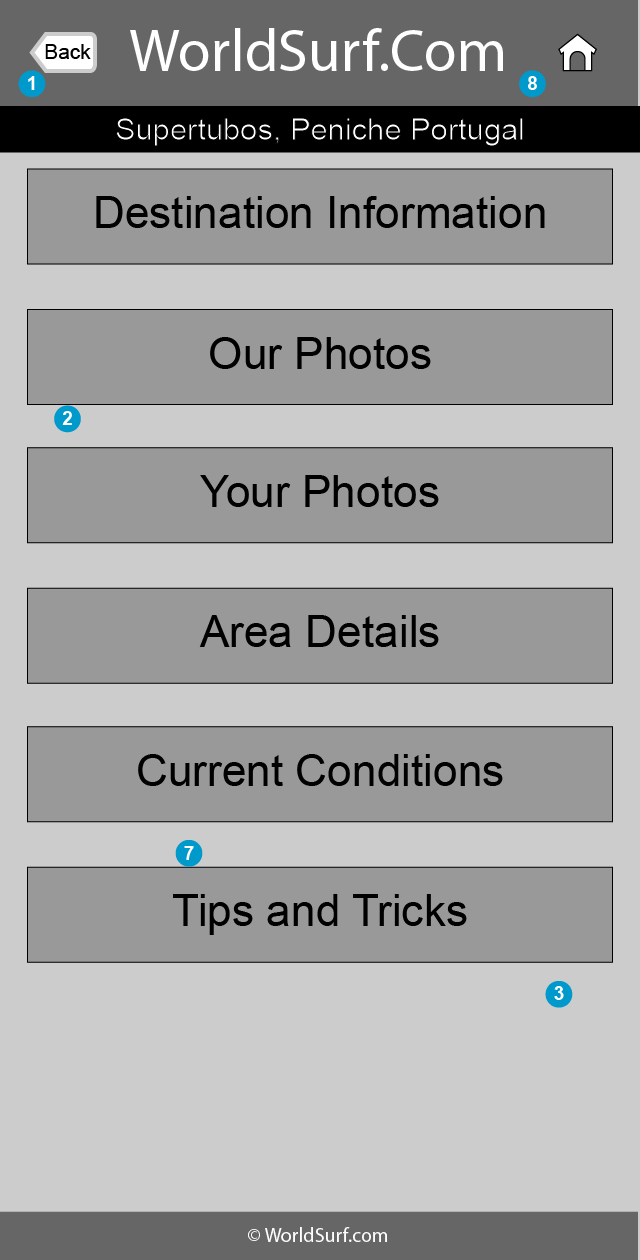 Back
WorldSurf.Com
1
8
Supertubos, Peniche Portugal
Destination Information
Our Photos
2
Your Photos
Area Details
Current Conditions
7
Tips and Tricks
3
© WorldSurf.com